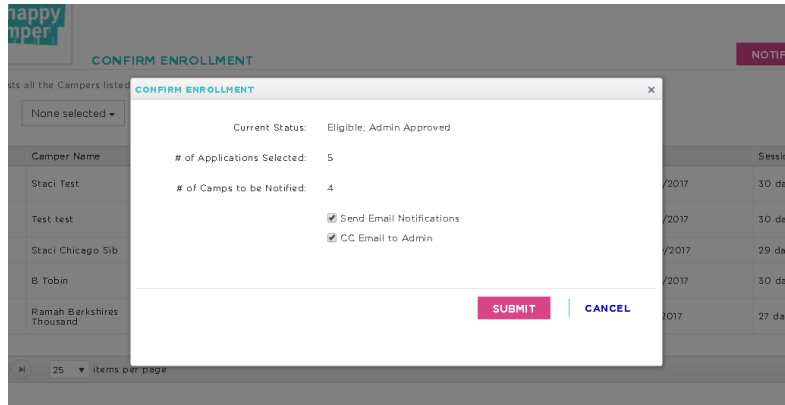 happy
mper
CONFIRM ENROLLMENT
NOTIF
sts all the Campers listed
None selected
CONFIRM ENROLLMENT
×
Current Status: Eligible; Admin Approved
# of Applications Selected: 5
# of Camps to be Notified: 4
Send Email Notifications
CC Email to Admin
SUBMIT
CANCEL
Camper Name Sessi
Staci Test /2017 30 da
Test test /2017 30 da
Staci Chicago Sib /2017 29 da
B Tobin /2017 30 da
Ramah Berkshires
Thousand 2017 27 da
25 items per page